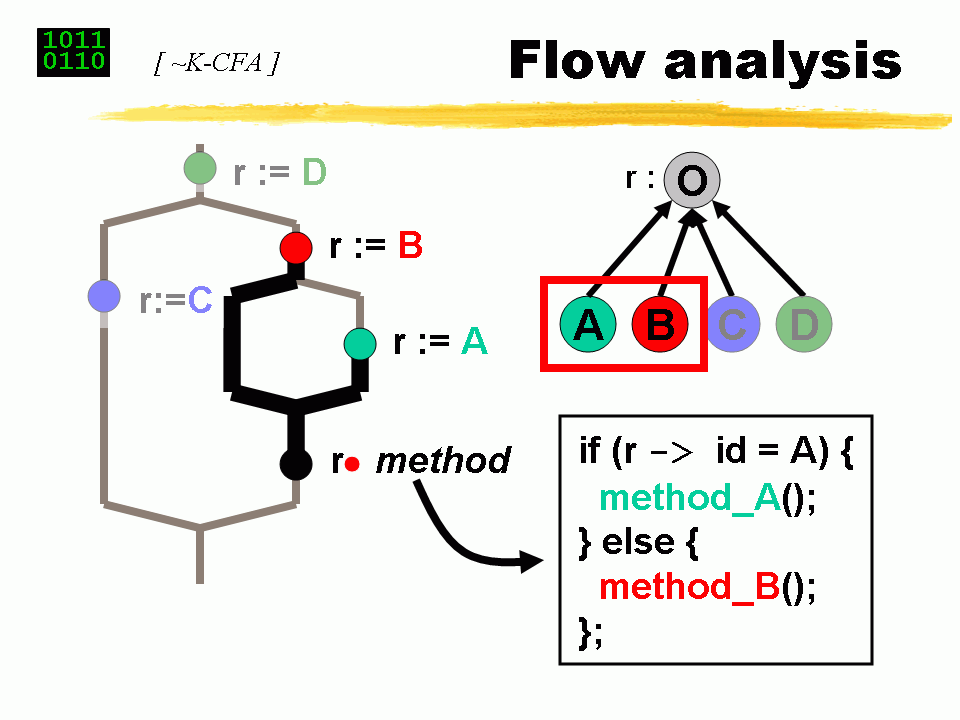 1011
0110
[ ~K-CFA ]
Flow analysis
r := D
r := B
r:=C
r := A
r• method
r : O
A B C D
if (r -> id = A) {
method_A();
} else {
method_B();
};